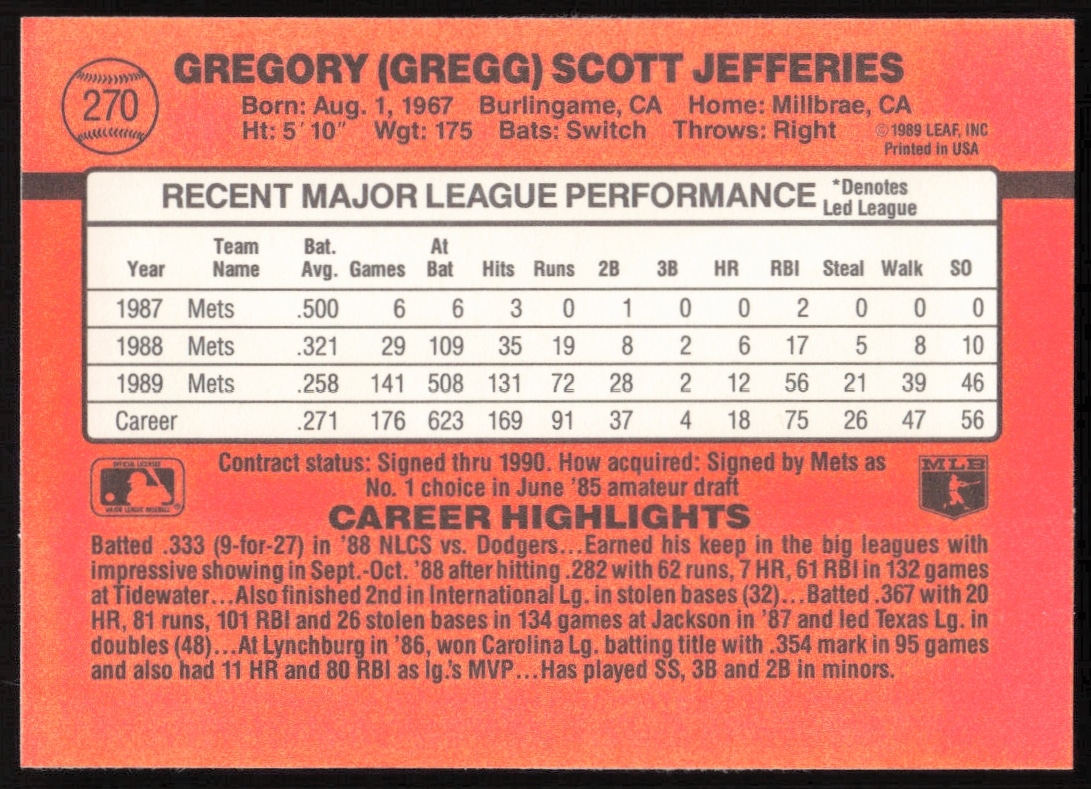 270
GREGORY (GREGG) SCOTT JEFFERIES
Born: Aug. 1, 1967 Burlingame, CA Home: Millbrae, CA
Ht: 5' 10" Wgt: 175 Bats: Switch Throws: Right
©1989 LEAF, INC
Printed in USA
RECENT MAJOR LEAGUE PERFORMANCE *Denotes Led League
Year Team Name Bat. Avg. Games At Bat Hits Runs 2B 3B HR RBI Steal Walk SO
1987 Mets .500 6 6 3 0 1 0 0 2 0 0 0
1988 Mets .321 29 109 35 19 8 2 6 17 5 8 10
1989 Mets .258 141 508 131 72 28 2 12 56 21 39 46
Career .271 176 623 169 91 37 4 18 75 26 47 56
OFFICIAL LICENSEE
MAJOR LEAGUE BASEBALL
Contract status: Signed thru 1990. How acquired: Signed by Mets as
No. 1 choice in June '85 amateur draft
MLB
CAREER HIGHLIGHTS
Batted .333 (9-for-27) in '88 NLCS vs. Dodgers...Earned his keep in the big leagues with
impressive showing in Sept.-Oct. '88 after hitting .282 with 62 runs, 7 HR, 61 RBI in 132 games
at Tidewater...Also finished 2nd in International Lg. in stolen bases (32)...Batted .367 with 20
HR, 81 runs, 101 RBI and 26 stolen bases in 134 games at Jackson in '87 and led Texas Lg. in
doubles (48)...At Lynchburg in '86, won Carolina Lg. batting title with .354 mark in 95 games
and also had 11 HR and 80 RBI as lg.'s MVP...Has played SS, 3B and 2B in minors.